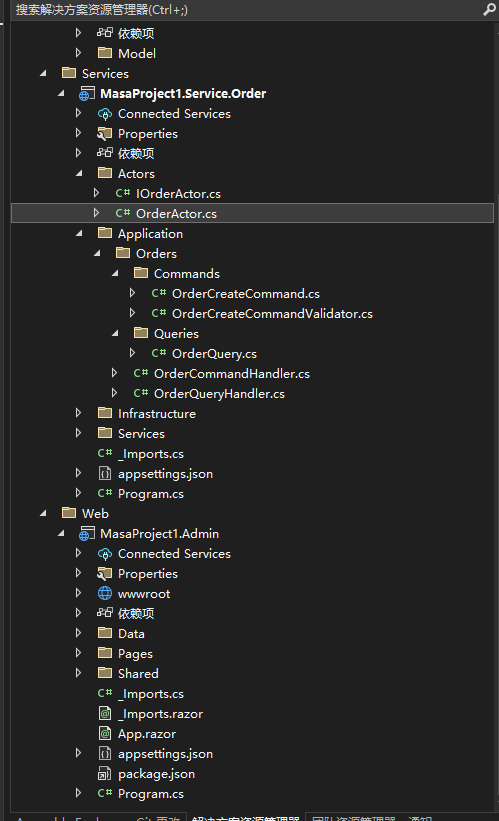 搜索解决方案资源管理器(Ctrl+;)
依赖项
Model
Services
MasaProject1.Service.Order
Connected Services
Properties
依赖项
Actors
C# IOrderActor.cs
C# OrderActor.cs
Application
Orders
Commands
C# OrderCreateCommand.cs
C# OrderCreateCommandValidator.cs
Queries
C# OrderQuery.cs
C# OrderCommandHandler.cs
C# OrderQueryHandler.cs
Infrastructure
Services
C# _Imports.cs
appsettings.json
C# Program.cs
Web
MasaProject1.Admin
Connected Services
Properties
wwwroot
依赖项
Data
Pages
Shared
C# _Imports.cs
_Imports.razor
App.razor
appsettings.json
package.json
C# Program.cs
Git 更改 解决方案资源管理器 团队资源管理器 通知